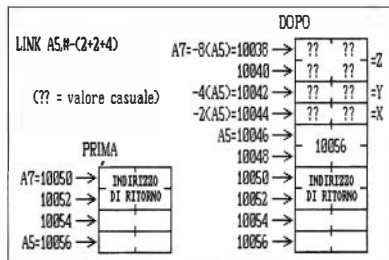 LINK A5,#-(2+2+4)
(?? = valore casuale)
PRIMA
A7=10050
10052
10054
A5=10056
INDIRIZZO
DI RITORNO
DOPO
A7=-8(A5)=10038
10040
-4(A5)=10042
-2(A5)=10044
A5=10046
10048
10050
10052
10054
10056
?? ??
?? ?? =Z
?? ?? =Y
?? ?? =X
10056
INDIRIZZO
DI RITORNO